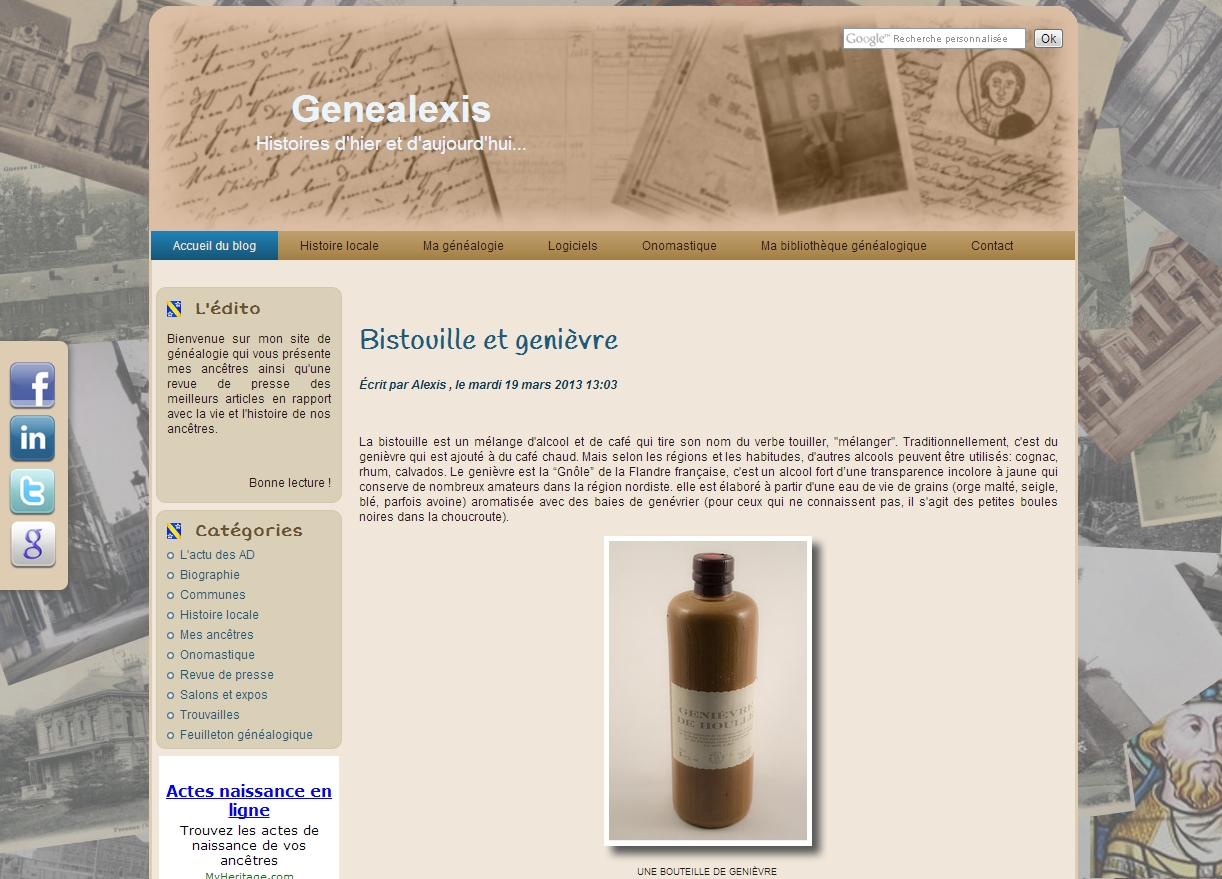 Google™ Recherche personnalisée
Ok
Genealexis
Histoires d'hier et d'aujourd'hui...
Accueil du blog
Histoire locale
Ma généalogie
Logiciels
Onomastique
Ma bibliothèque généalogique
Contact
L'édito
Bienvenue sur mon site de
généalogie qui vous présente
mes ancêtres ainsi qu'une
revue de presse des
meilleurs articles en rapport
avec la vie et l'histoire de nos
ancêtres.
Bonne lecture !
Catégories
L'actu des AD
Biographie
Communes
Histoire locale
Mes ancêtres
Onomastique
Revue de presse
Salons et expos
Trouvailles
Feuilleton généalogique
Actes naissance en
ligne
Trouvez les actes de
naissance de vos
ancêtres
MyHeritage.com
Bistouille et genièvre
Écrit par Alexis , le mardi 19 mars 2013 13:03
La bistouille est un mélange d'alcool et de café qui tire son nom du verbe touiller, "mélanger". Traditionnellement, c'est du
genièvre qui est ajouté à du café chaud. Mais selon les régions et les habitudes, d'autres alcools peuvent être utilisés: cognac,
rhum, calvados. Le genièvre est la “Gnôle” de la Flandre française, c'est un alcool fort d’une transparence incolore à jaune qui
conserve de nombreux amateurs dans la région nordiste. elle est élaboré à partir d'une eau de vie de grains (orge malté, seigle,
blé, parfois avoine) aromatisée avec des baies de genévrier (pour ceux qui ne connaissent pas, il s’agit des petites boules
noires dans la choucroute).
GENIÈVRE
DE HOULLE
UNE BOUTEILLE DE GENIÈVRE